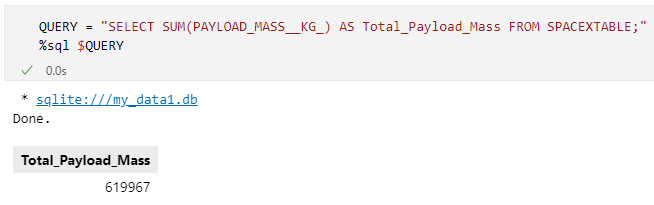 QUERY = "SELECT SUM(PAYLOAD_MASS__KG_) AS Total_Payload_Mass FROM SPACEXTABLE;"
%sql $QUERY
0.0s
* sqlite:///my_data1.db
Done.
Total_Payload_Mass
619967